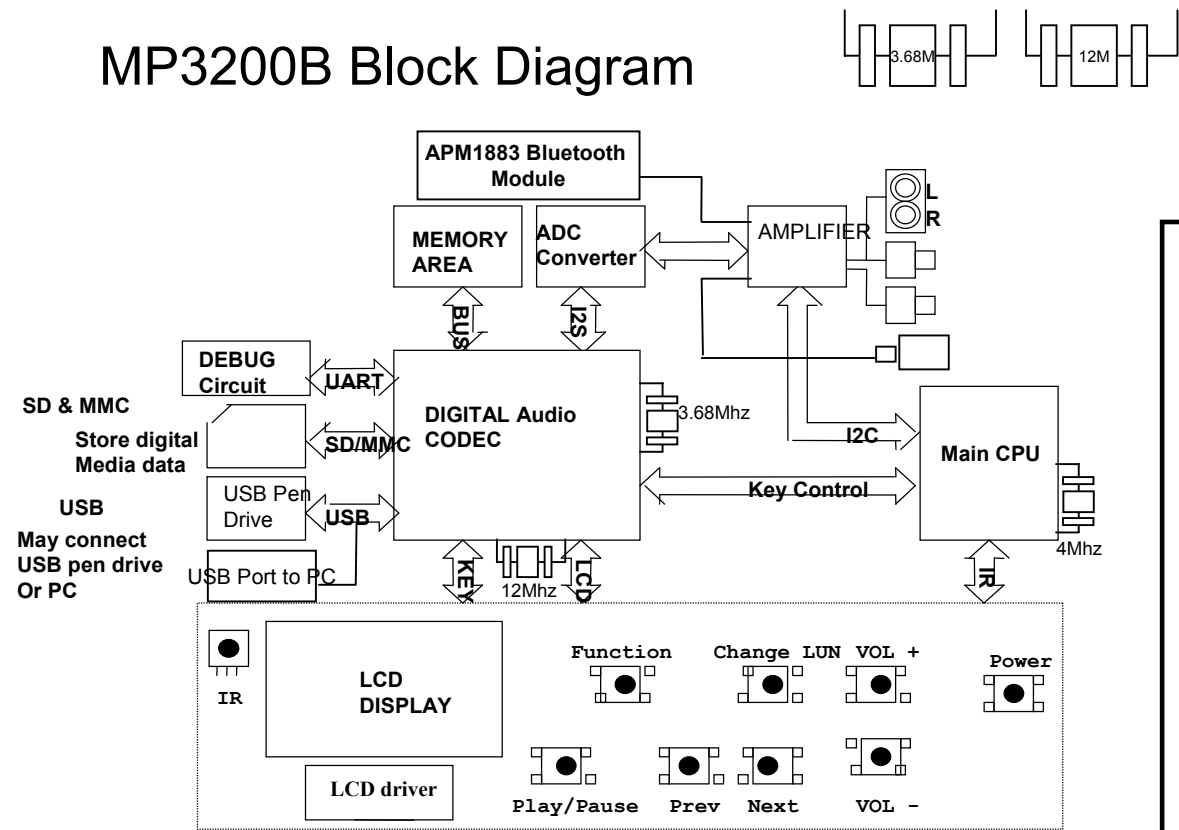 MP3200B Block Diagram
3.68M
12M
APM1883 Bluetooth
Module
MEMORY
AREA
ADC
Converter
AMPLIFIER
L
R
BUS
I2S
DEBUG
Circuit
UART
SD & MMC
Store digital
Media data
SD/MMC
DIGITAL Audio
CODEC
3.68Mhz
I2C
Main CPU
Key Control
USB
May connect
USB pen drive
Or PC
USB Pen
Drive
USB
USB Port to PC
KEY
12Mhz
LCD
4Mhz
IR
IR
LCD
DISPLAY
LCD driver
Function
Change LUN
VOL +
Power
Play/Pause
Prev
Next
VOL -